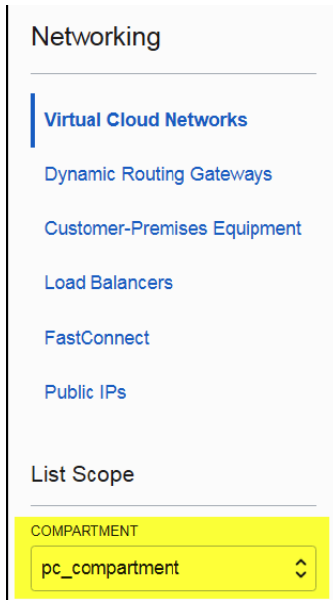 Networking
Virtual Cloud Networks
Dynamic Routing Gateways
Customer-Premises Equipment
Load Balancers
FastConnect
Public IPs
List Scope
COMPARTMENT
pc_compartment